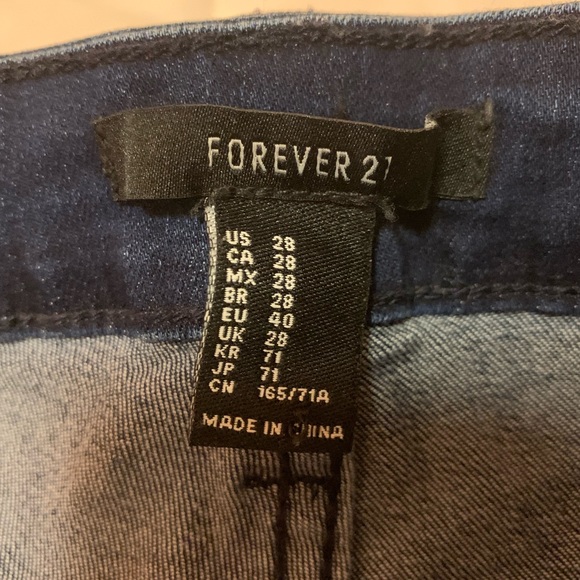 FOREVER 21
US 28
CA 28
MX 28
BR 28
EU 40
UK 28
KR 71
JP 71
CN 165/71A
MADE IN CHINA